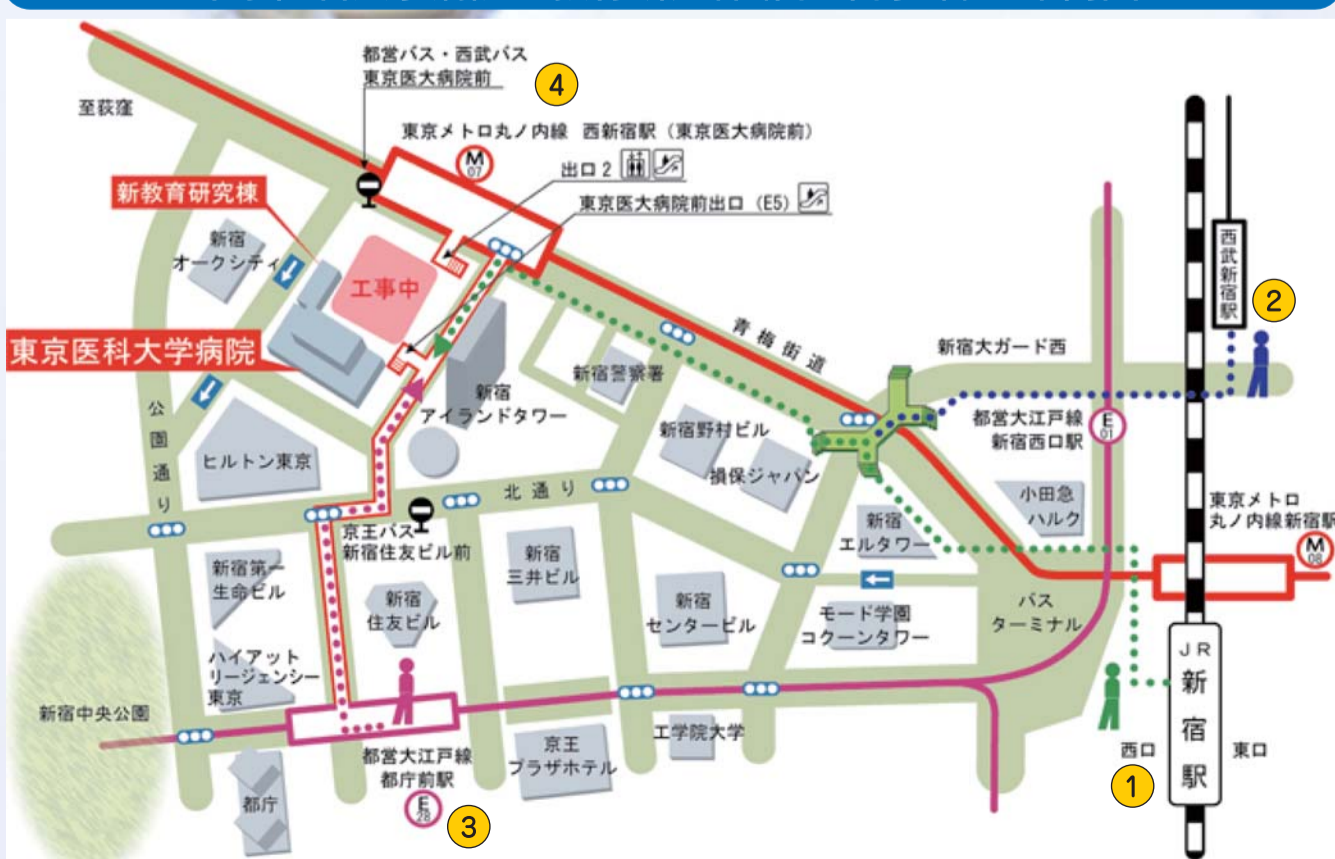 都営バス・西武バス
東京医大病院前
④
至荻窪
東京メトロ丸ノ内線 西新宿駅（東京医大病院前）
M
07
出口 2
東京医大病院前出口（E5）
新教育研究棟
新宿
オークシティ
工事中
東京医科大学病院
西武新宿駅
②
青梅街道
新宿大ガード西
新宿警察署
新宿
アイランドタワー
公園通り
ヒルトン東京
新宿野村ビル
損保ジャパン
都営大江戸線
新宿西口駅
E
01
北通り
小田急
ハルク
東京メトロ
丸ノ内線新宿駅
M
08
京王バス
新宿住友ビル前
新宿
エルタワー
新宿第一
生命ビル
新宿
三井ビル
新宿
住友ビル
新宿
センタービル
モード学園
コクーンタワー
バス
ターミナル
ハイアット
リージェンシー
東京
JR
新宿駅
新宿中央公園
工学院大学
西口
東口
①
都営大江戸線
都庁前駅
E
28
③
京王
プラザホテル
都庁